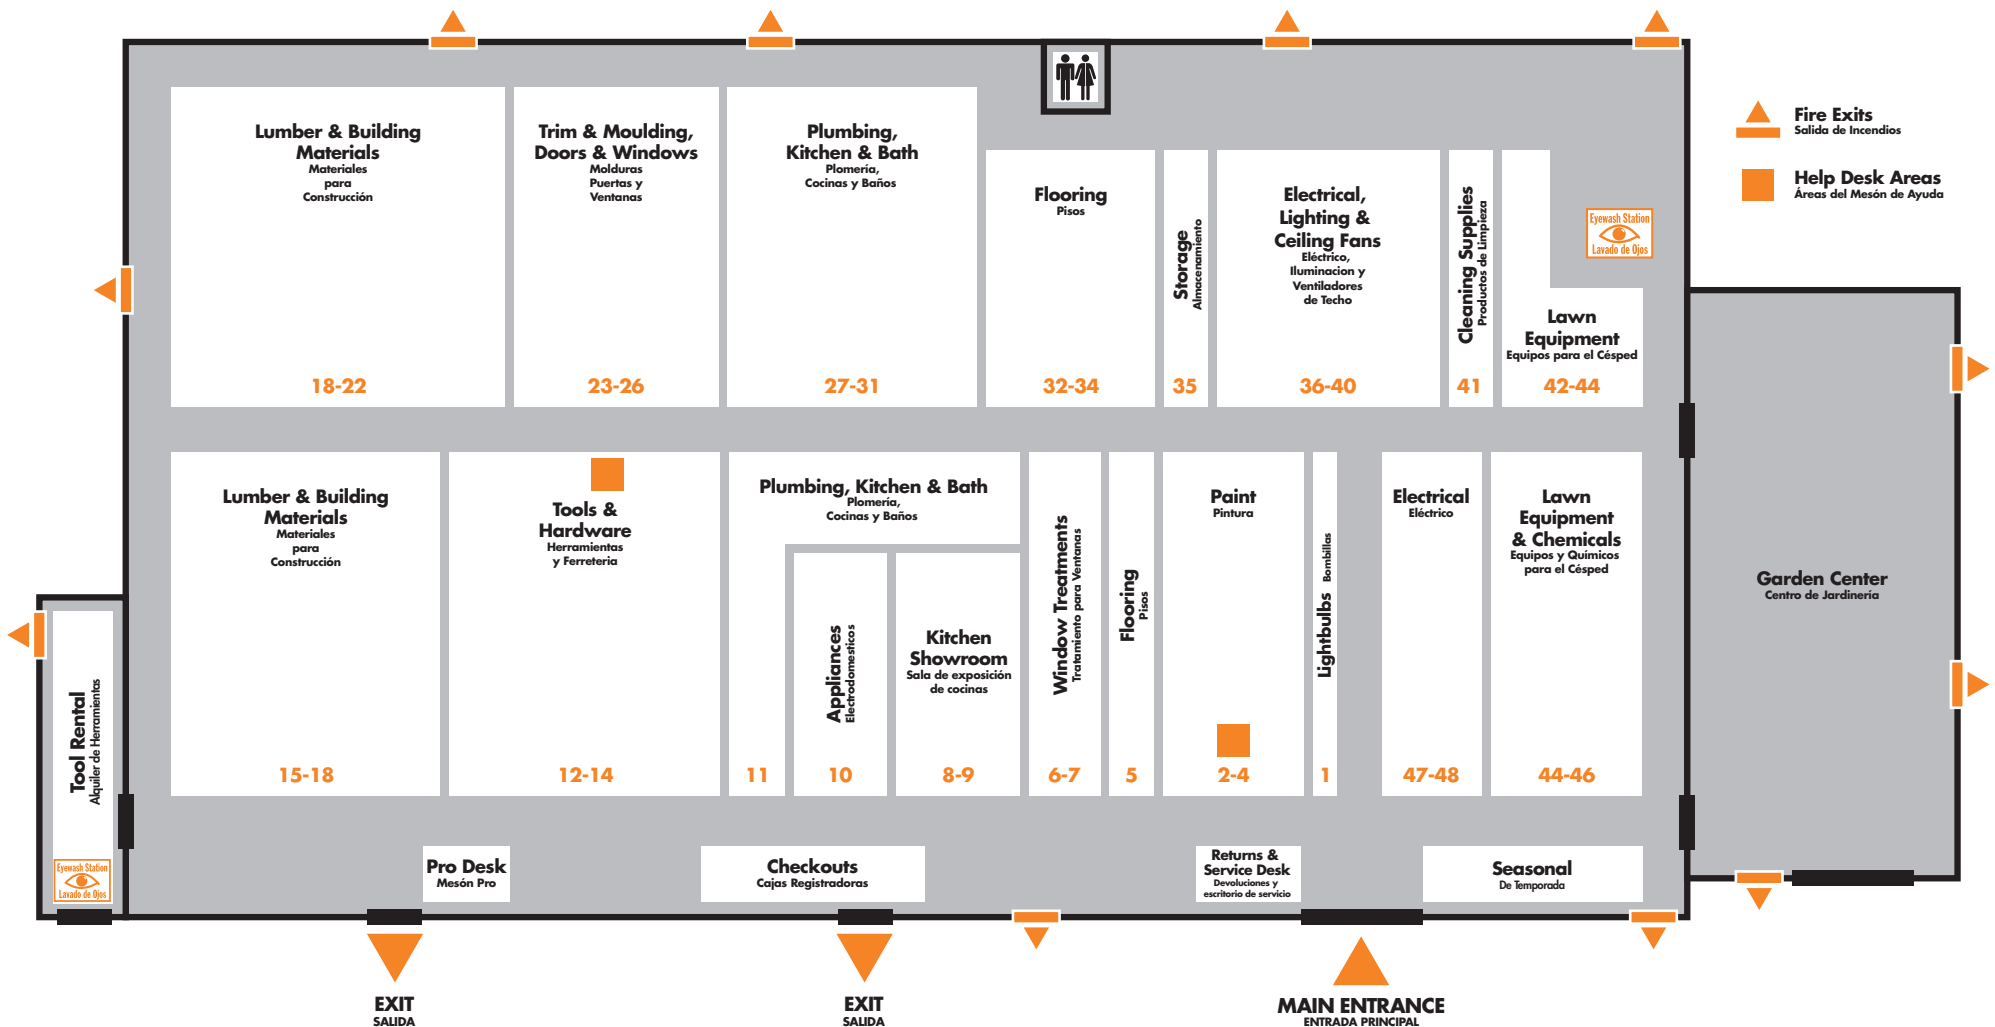 Lumber & Building
Materials
Materiales
para
Construcción
18-22
Trim & Moulding,
Doors & Windows
Molduras
Puertas y
Ventanas
23-26
Plumbing,
Kitchen & Bath
Plomería,
Cocinas y Baños
27-31
Flooring
Pisos
32-34
Storage
Almacenamiento
35
Electrical,
Lighting &
Ceiling Fans
Eléctrico,
Iluminacion y
Ventiladores
de Techo
36-40
Cleaning Supplies
Productos de Limpieza
41
Lawn
Equipment
Equipos para el Césped
42-44
Eyewash Station
Lavado de Ojos
Fire Exits
Salida de Incendios
Help Desk Areas
Áreas del Mesón de Ayuda
Lumber & Building
Materials
Materiales
para
Construcción
15-18
Tools &
Hardware
Herramientas
y Ferreteria
12-14
Plumbing, Kitchen & Bath
Plomería,
Cocinas y Baños
11
Appliances
Electrodomesticos
10
Kitchen
Showroom
Sala de exposición
de cocinas
8-9
Window Treatments
Tratamiento para Ventanas
6-7
Flooring
Pisos
5
Paint
Pintura
2-4
Lightbulbs Bombillas
1
Electrical
Eléctrico
47-48
Lawn
Equipment
& Chemicals
Equipos y Químicos
para el Césped
44-46
Garden Center
Centro de Jardinería
Tool Rental
Alquiler de Herramientas
Eyewash Station
Lavado de Ojos
Pro Desk
Mesón Pro
Checkouts
Cajas Registradoras
Returns &
Service Desk
Devoluciones y
escritorio de servicio
Seasonal
De Temporada
EXIT
SALIDA
EXIT
SALIDA
MAIN ENTRANCE
ENTRADA PRINCIPAL